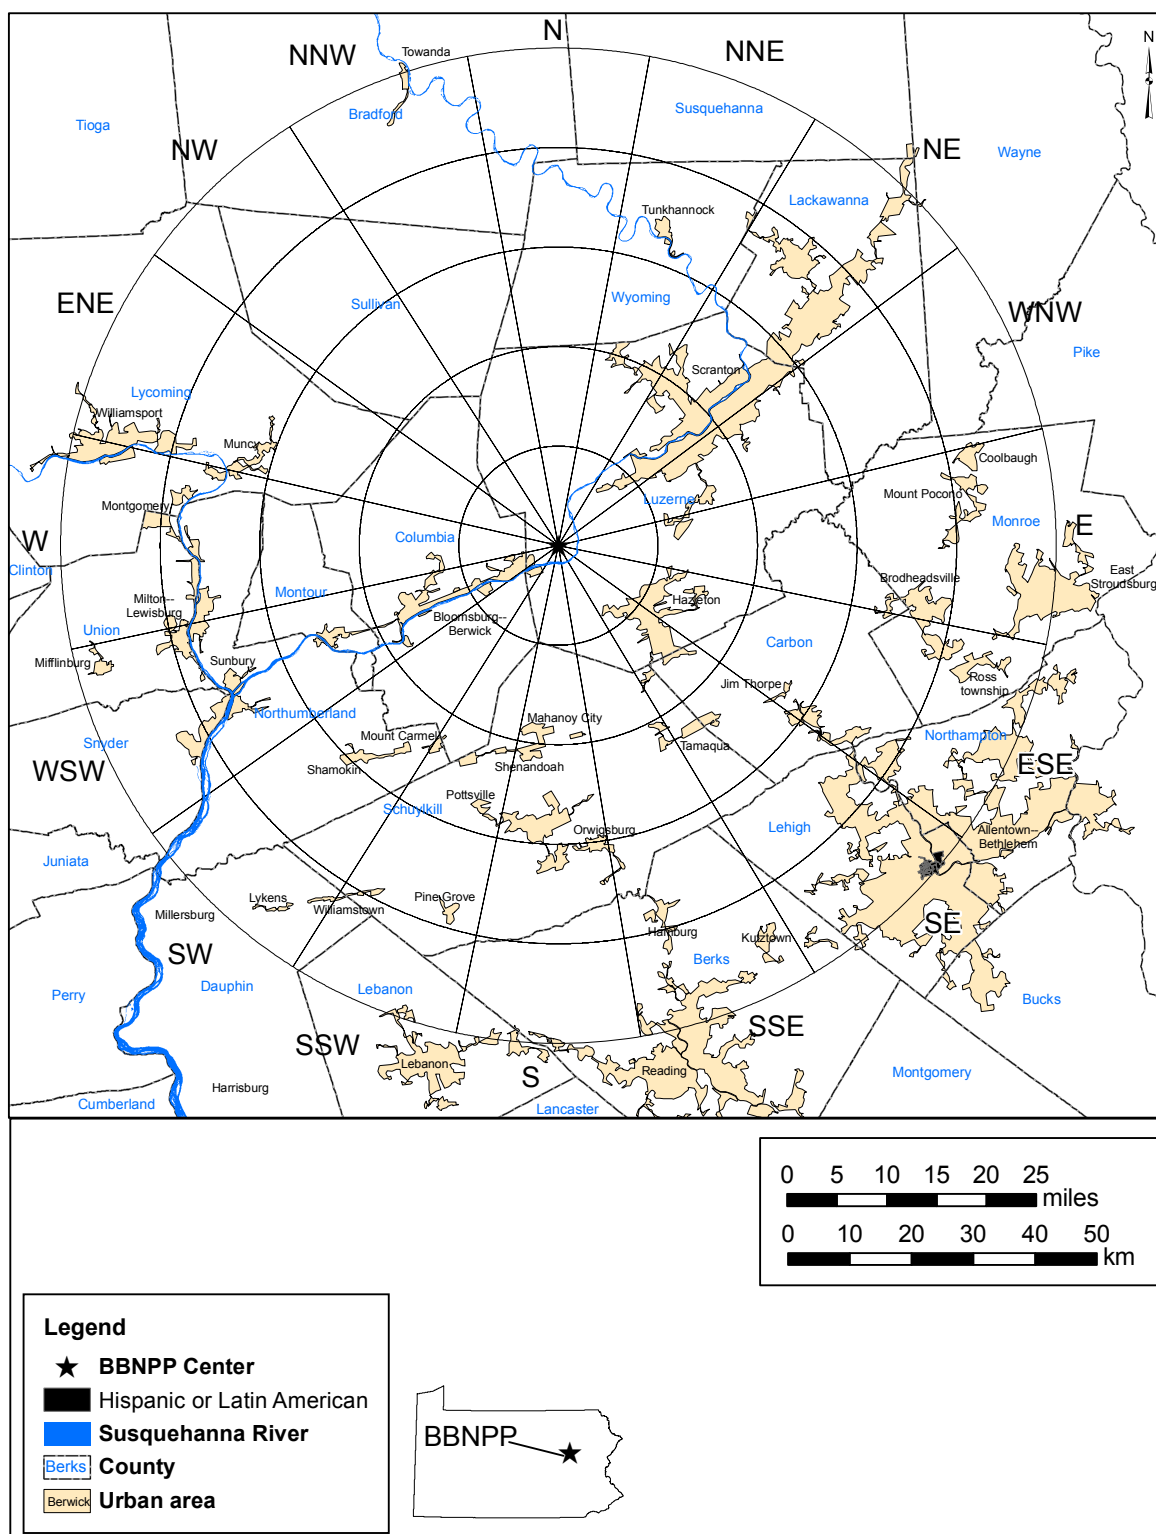 N
NNW
Towanda
NNE
N
Bradford
Susquehanna
Tioga
NW
NE
Wayne
Lackawanna
Tunkhannock
ENE
Sullivan
Wyoming
WNW
Pike
Scranton
Lycoming
Williamsport
Muncy
Coolbaugh
Montgomery
Luzerne
Mount Pocono
Monroe
W
Columbia
E
Clinton
Montour
Brodheadsville
East
Stroudsburg
Milton--
Lewisburg
Hazleton
Bloomsburg--
Berwick
Union
Carbon
Mifflinburg
Sunbury
Jim Thorpe
Ross
township
Northumberland
Mahanoy City
Snyder
Mount Carmel
Tamaqua
Northampton
WSW
Shamokin
Shenandoah
ESE
Pottsville
Schuylkill
Orwigsburg
Lehigh
Allentown--
Bethlehem
Juniata
Lykens
Williamstown
Pine Grove
Millersburg
Hamburg
Kutztown
SE
SW
Berks
Perry
Dauphin
Lebanon
Bucks
SSW
SSE
Lebanon
S
Reading
Montgomery
Harrisburg
Cumberland
Lancaster
0 5 10 15 20 25
miles
0 10 20 30 40 50
km
Legend
BBNPP Center
Hispanic or Latin American
Susquehanna River
Berks County
Berwick Urban area
BBNPP